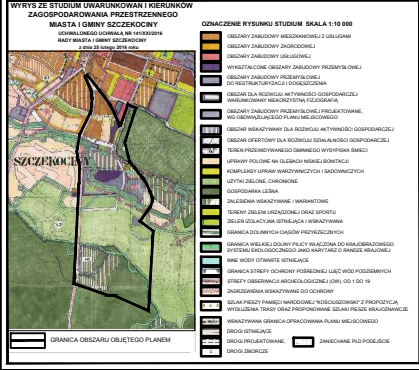 WYRYS ZE STUDIUM UWARUNKOWAŃ I KIERUNKÓW
ZAGOSPODAROWANIA PRZESTRZENNEGO
MIASTA I GMINY SZCZEKOCINY
UCHWALONEGO UCHWAŁĄ NR 141/XXI/2016
RADY MIASTA I GMINY SZCZEKOCINY
z dnia 25 lutego 2016 roku
SZCZEKOCINY
GRANICA OBSZARU OBJĘTEGO PLANEM
OZNACZENIE RYSUNKU STUDIUM SKALA 1:10 000
OBSZARY ZABUDOWY MIESZKANIOWEJ Z USŁUGAMI
OBSZARY ZABUDOWY ZAGRODOWEJ
OBSZARY ZABUDOWY USŁUGOWEJ
WYKSZTAŁCONE OBSZARY ZABUDOWY PRZEMYSŁOWEJ
OBSZARY ZABUDOWY PRZEMYSŁOWEJ
DO RESTRUKTURYZACJI I DOGĘSZCZENIA
OBSZAR DLA ROZWOJU AKTYWNOŚCI GOSPODARCZEJ
WARUNKOWANY NIEKORZYSTNĄ FIZJOGRAFIĄ
OBSZARY ZABUDOWY PRZEMYSŁOWEJ PROJEKTOWANE,
WG OBOWIĄZUJĄCEGO PLANU MIEJSCOWEGO
OBSZAR WSKAZYWANY DLA ROZWOJU AKTYWNOŚCI GOSPODARCZEJ
OBSZAR OFERTOWY DLA ROZWOJU DZIAŁALNOŚCI GOSPODARCZEJ
TEREN PRZEWIDYWANEGO GMINNEGO WYSYPISKA ŚMIECI
UPRAWY POLOWE NA GLEBACH NISKIEJ BONITACJI
KOMPLEKSY UPRAW WARZYWNICZYCH I SADOWNICZYCH
UŻYTKI ZIELONE, CHRONIONE
GOSPODARKA LEŚNA
ZALESIENIA WSKAZYWANE / WARIANTOWE
TERENY ZIELENI URZĄDZONEJ ORAZ SPORTU
ZIELEŃ IZOLACYJNA ISTNIEJĄCA I WSKAZYWANA
GRANICA DOLINNYCH CIĄGÓW PRZYRZECZNYCH
GRANICA WIELKIEJ DOLINY PILICY WŁĄCZONA DO KRAJOBRAZOWEGO
SYSTEMU EKOLOGICZNEGO JAKO KARYTARZ O RANDZE KRAJOWEJ
INNE WODY OTWARTE ISTNIEJĄCE
GRANICA STREFY OCHRONY POŚREDNIEJ UJĘĆ WÓD PODZIEMNYCH
STREFY OBSERWACJI ARCHEOLOGICZNEJ (OW), OD 1 DO 19
ZADRZEWIENIA WSKAZYWANE DO OCHRONY
SZLAK PIESZY PAMIĘCI NARODOWEJ "KOŚCIUSZOWSKI" Z PROPOZYCJĄ
WYDŁUŻENIA TRASY ORAZ PROPONOWANE SZLAKI PIESZE KRAJOZNAWCZE
WSKAZYWANA GRANICA OPRACOWANIA PLANU MIEJSCOWEGO
DROGI ISTNIEJĄCE
DROGI PROJEKTOWANE, ZANIECHANE PLD PODEJŚCIE
DROGI ZBIORCZE